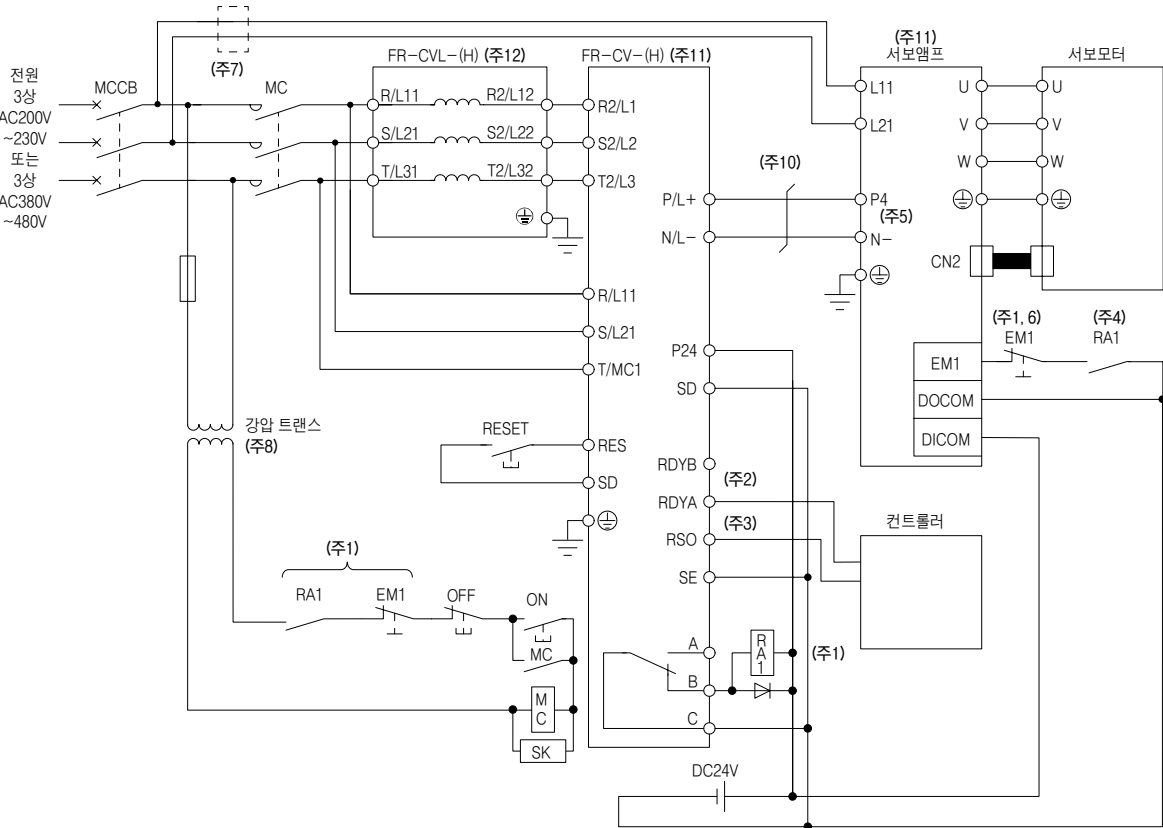 (주7)
전원
3상
AC200V
~230V
또는
3상
AC380V
~480V
MCCB
MC
FR-CVL-(H) (주12)
R/L11 R2/L12
S/L21 S2/L22
T/L31 T2/L32
FR-CV-(H) (주11)
R2/L1
S2/L2
T2/L3
R/L11
S/L21
T/MC1
RES
SD
RESET
P/L+
N/L-
P24
SD
RDYB
RDYA
RSO
SE
A
B
C
(주2)
(주3)
(주10)
(주11)
서보앰프
L11
L21
P4
(주5)
N-
U
V
W
CN2
서보모터
U
V
W
EM1
DOCOM
DICOM
(주1, 6)
EM1
(주4)
RA1
컨트롤러
강압 트랜스
(주8)
(주1)
RA1 EM1 OFF ON
MC
MC
SK
RA1
(주1)
DC24V